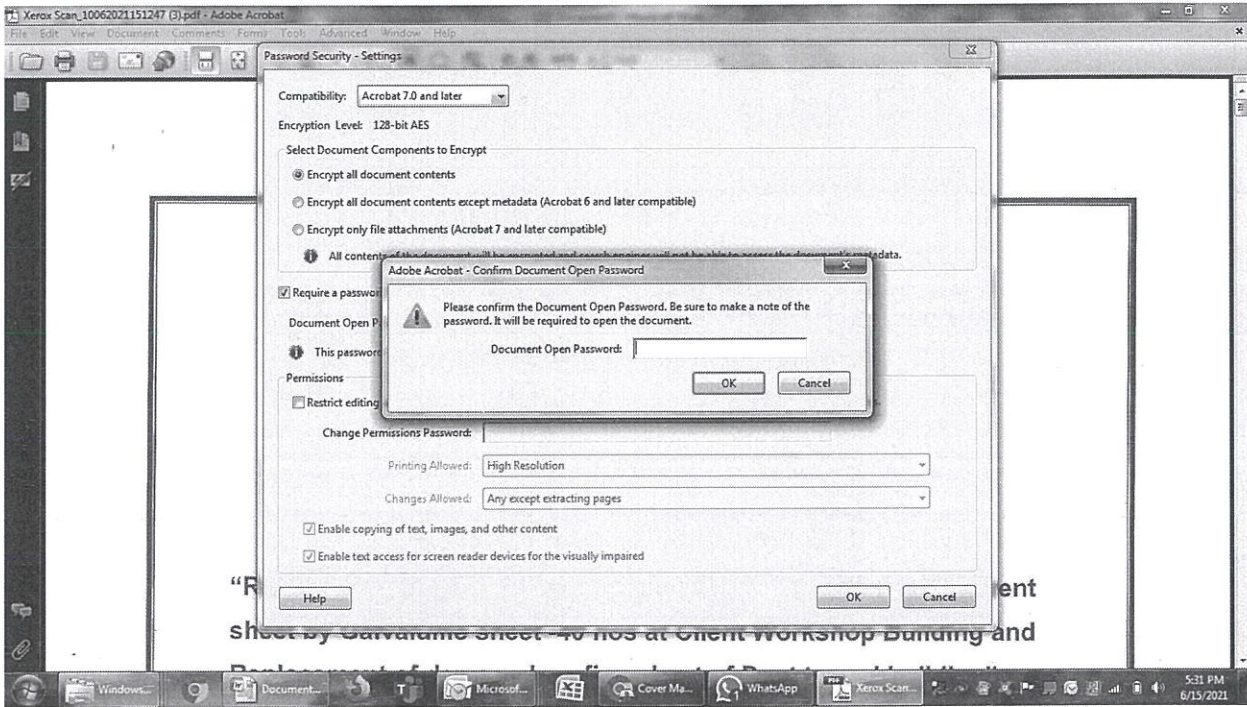 Xerox Scan_10062021151247 (3).pdf - Adobe Acrobat
File Edit View Document Comments Forms Tools Advanced Window Help
Password Security - Settings
Compatibility: Acrobat 7.0 and later
Encryption Level: 128-bit AES
Select Document Components to Encrypt
Encrypt all document contents
Encrypt all document contents except metadata (Acrobat 6 and later compatible)
Encrypt only file attachments (Acrobat 7 and later compatible)
All contents of the document will be encrypted and search engines will not be able to access the document's metadata.
Adobe Acrobat - Confirm Document Open Password
Require a passwor
Please confirm the Document Open Password. Be sure to make a note of the
password. It will be required to open the document.
Document Open P
Document Open Password:
This password
OK Cancel
Permissions
Restrict editing
Change Permissions Password:
Printing Allowed: High Resolution
Changes Allowed: Any except extracting pages
Enable copying of text, images, and other content
Enable text access for screen reader devices for the visually impaired
Help OK Cancel
“R ent
sheet by Galvalume sheet -40 nos at Client Workshop Building and
Windows... Document... T Microsof... Cover Ma... WhatsApp PDF Xerox Scan... 5:31 PM
6/15/2021